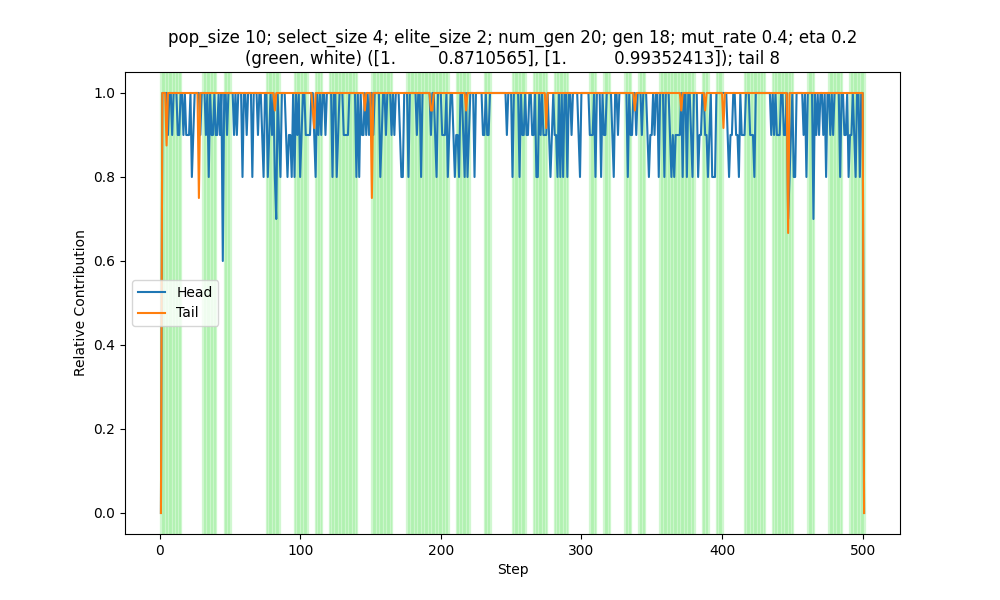 pop_size 10; select_size 4; elite_size 2; num_gen 20; gen 18; mut_rate 0.4; eta 0.2
(green, white) ([1. 0.8710565], [1. 0.99352413]); tail 8
1.0
0.8
0.6
0.4
0.2
0.0
Relative Contribution
Head
Tail
0 100 200 300 400 500
Step